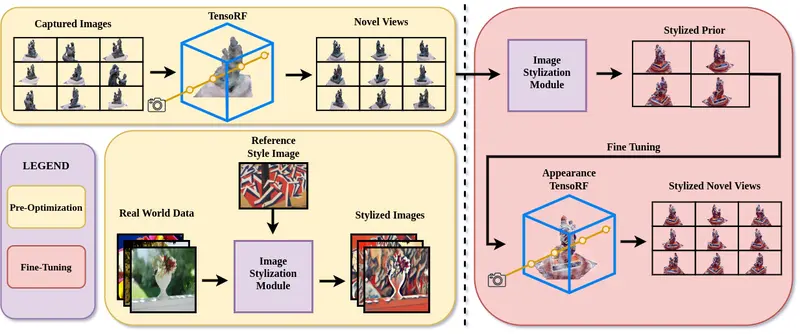 Captured Images
TensoRF
Novel Views
LEGEND
Pre-Optimization
Fine-Tuning
Reference
Style Image
Real World Data
Image
Stylization
Module
Stylized Images
Image
Stylization
Module
Stylized Prior
Fine Tuning
Appearance
TensoRF
Stylized Novel Views